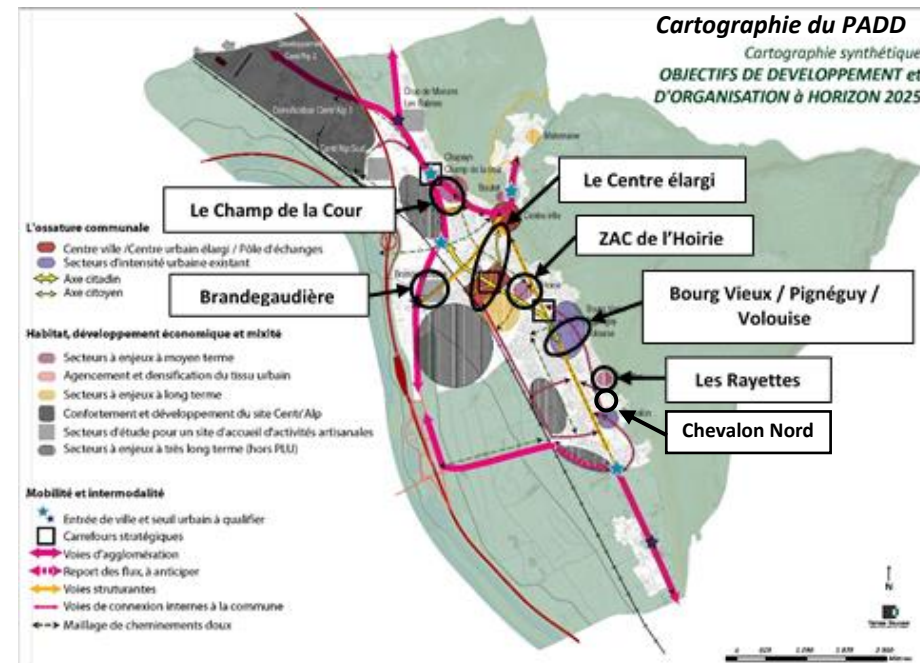 Cartographie du PADD
Cartographie synthétique
OBJECTIFS DE DEVELOPPEMENT et
D'ORGANISATION à HORIZON 2025
Le Centre élargi
Le Champ de la Cour
ZAC de l'Hoirie
Brandegaudière
Bourg Vieux / Pignéguy /
Volouise
Les Rayettes
Chevalon Nord
L'ossature communale
Centre ville /Centre urbain élargi / Pôle d'échanges
Secteurs d'intensité urbaine existant
Axe citadin
Axe citoyen
Habitat, développement économique et mixité
Secteurs à enjeux à moyen terme
Agencement et densification du tissu urbain
Secteurs à enjeux à long terme
Confortement et développement du site Centr'Alp
Secteurs d'étude pour un site d'accueil d'activités artisanales
Secteurs à enjeux à très long terme (hors PLU)
Mobilité et intermodalité
Entrée de ville et seuil urbain à qualifier
Carrefours stratégiques
Voies d'agglomération
Report des flux, à anticiper
Voies struturantes
Voies de connexion internes à la commune
Maillage de cheminements doux
N